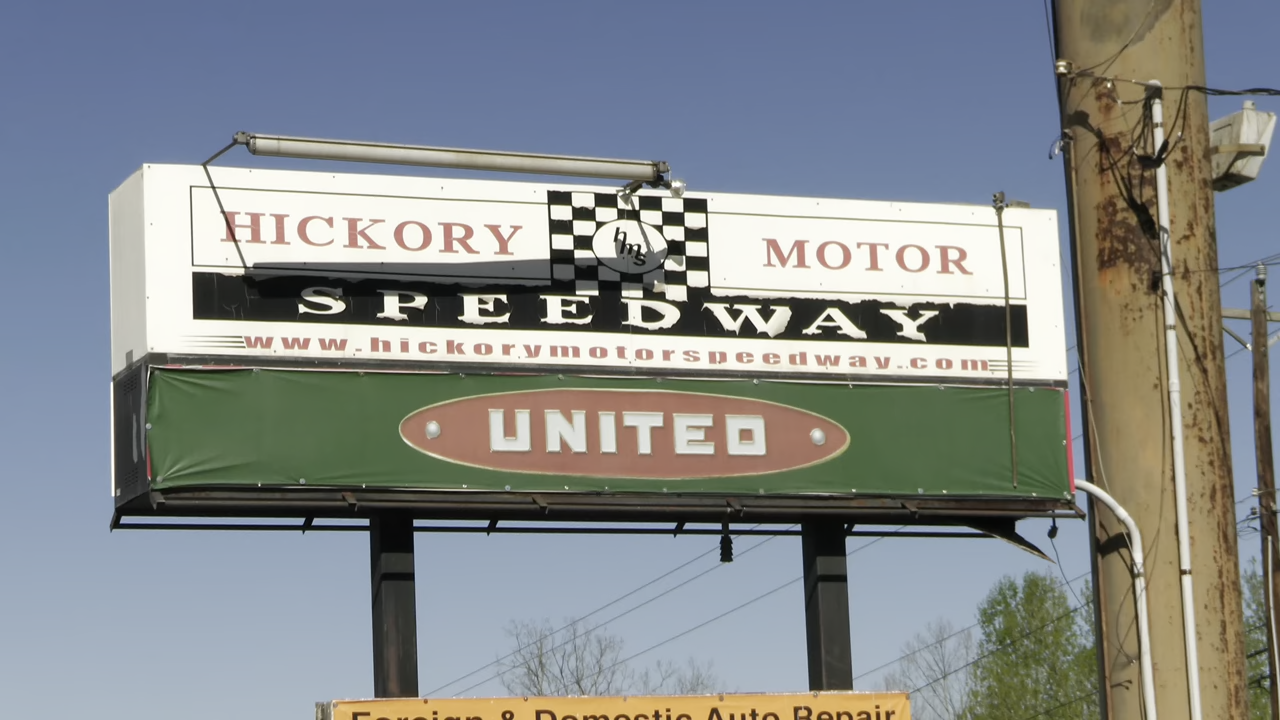 HICKORY hms MOTOR
SPEEDWAY
www.hickorymotorspeedway.com
UNITED
Foreign & Domestic Auto Repair